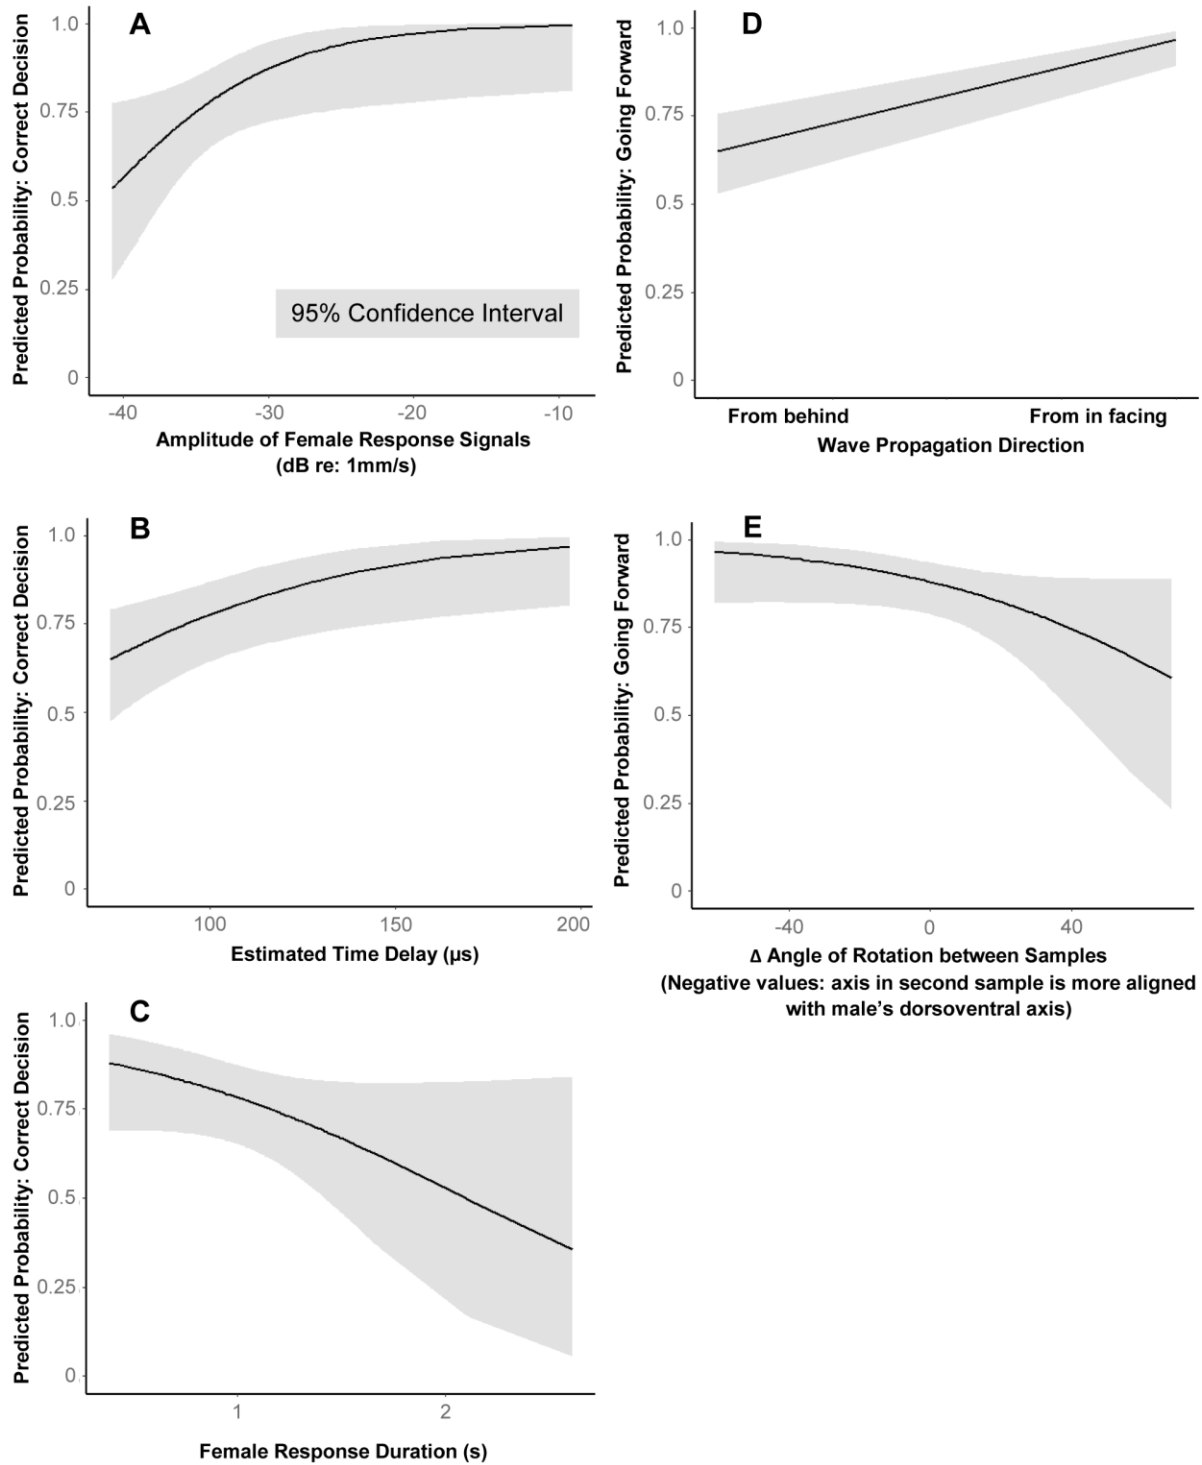 A
Predicted Probability: Correct Decision
1.0
0.75
0.5
0.25
0
95% Confidence Interval
-40 -30 -20 -10
Amplitude of Female Response Signals
(dB re: 1mm/s)
D
Predicted Probability: Going Forward
1.0
0.75
0.5
0.25
0
From behind From in facing
Wave Propagation Direction
B
Predicted Probability: Correct Decision
1.0
0.75
0.5
0.25
0
100 150 200
Estimated Time Delay (µs)
E
Predicted Probability: Going Forward
1.0
0.75
0.5
0.25
0
-40 0 40
Δ Angle of Rotation between Samples
(Negative values: axis in second sample is more aligned
with male's dorsoventral axis)
C
Predicted Probability: Correct Decision
1.0
0.75
0.5
0.25
0
1 2
Female Response Duration (s)